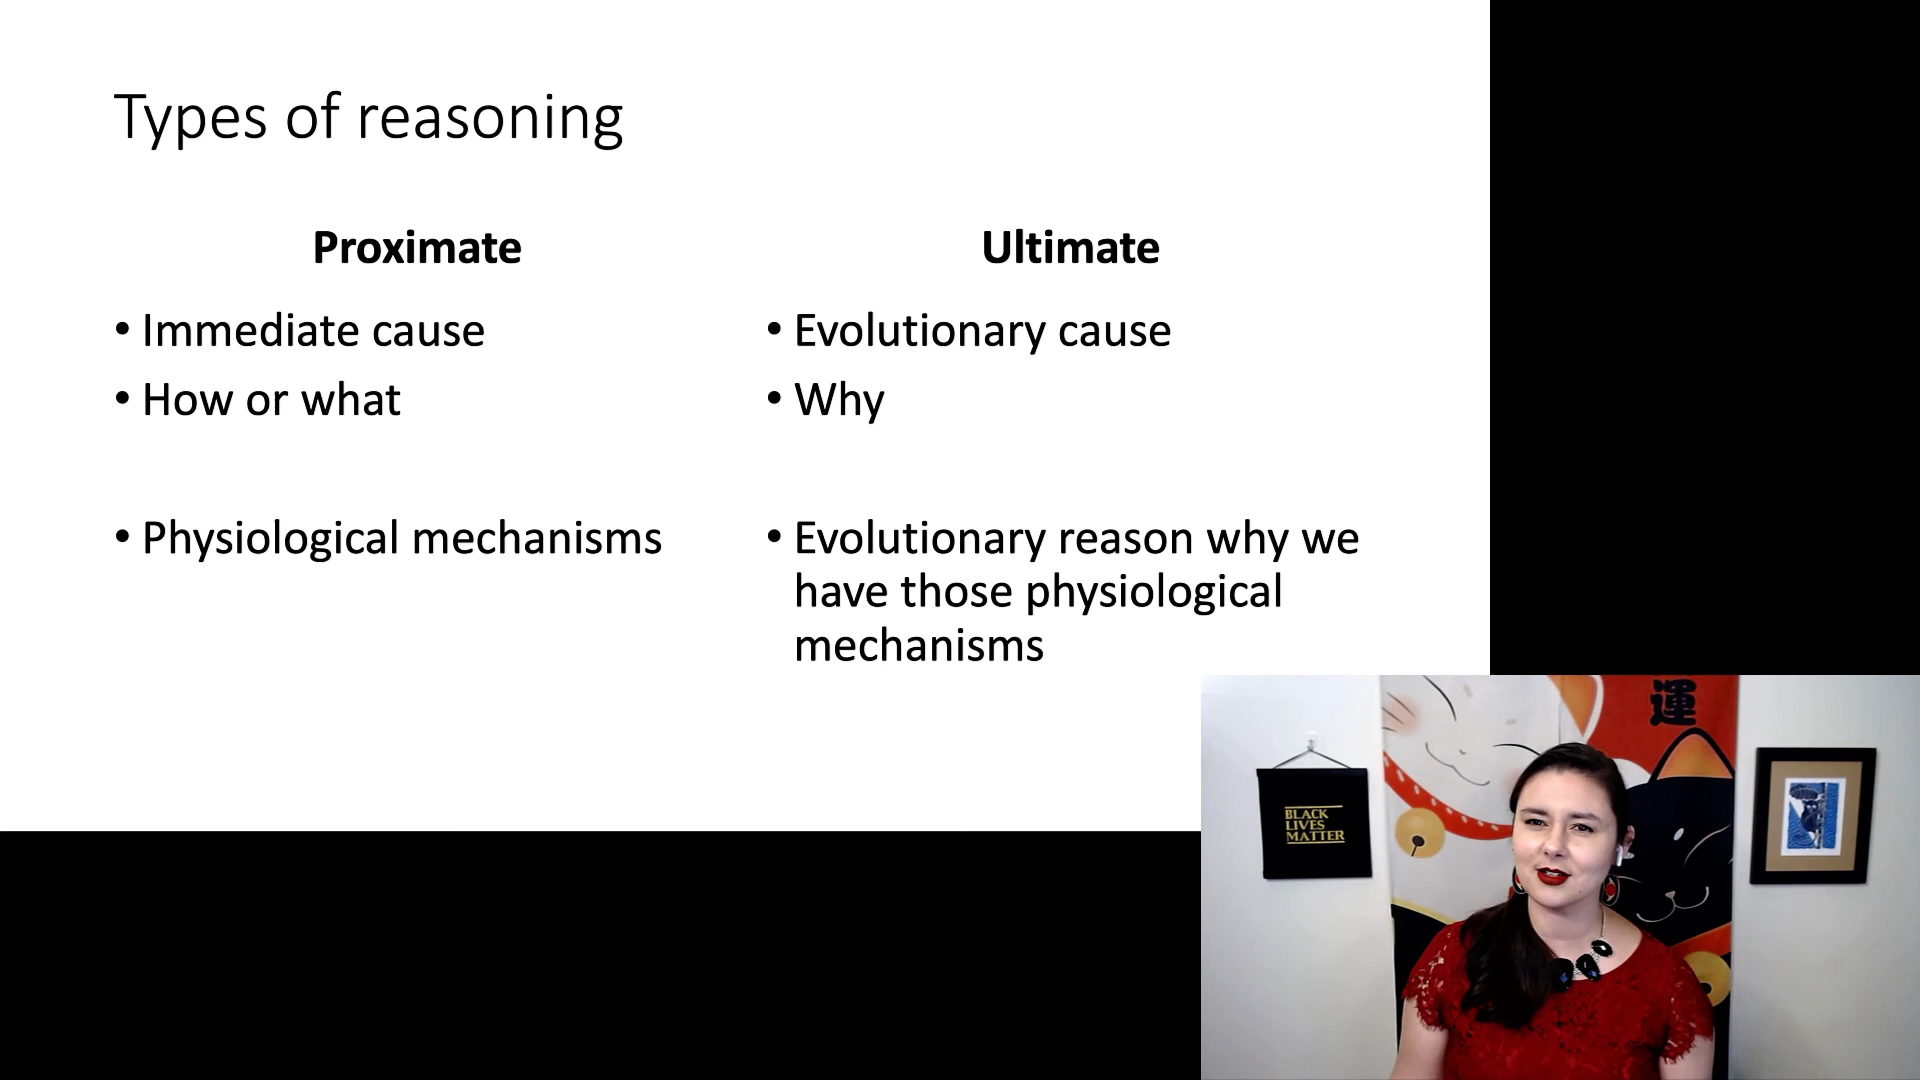 Types of reasoning
Proximate
• Immediate cause
• How or what
• Physiological mechanisms
Ultimate
• Evolutionary cause
• Why
• Evolutionary reason why we
have those physiological
mechanisms
運
BLACK
LIVES
MATTER